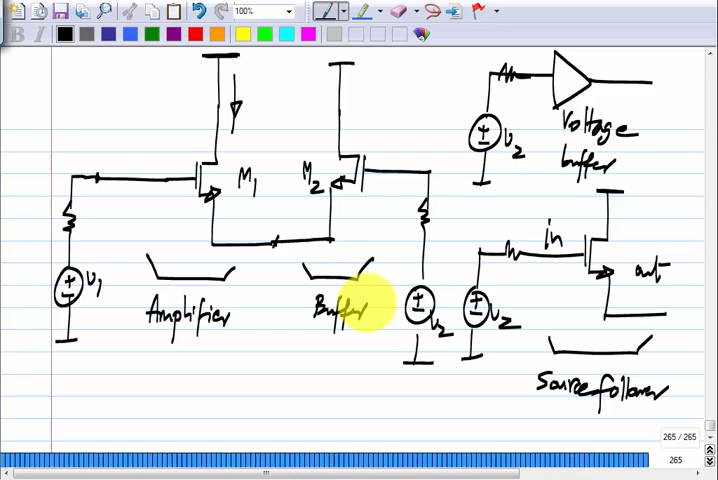 100%
B I
M1
M2
v1
Amplifier
Buffer
v2
v2
Voltage
buffer
in
out
v2
Source follower
265 / 265
265